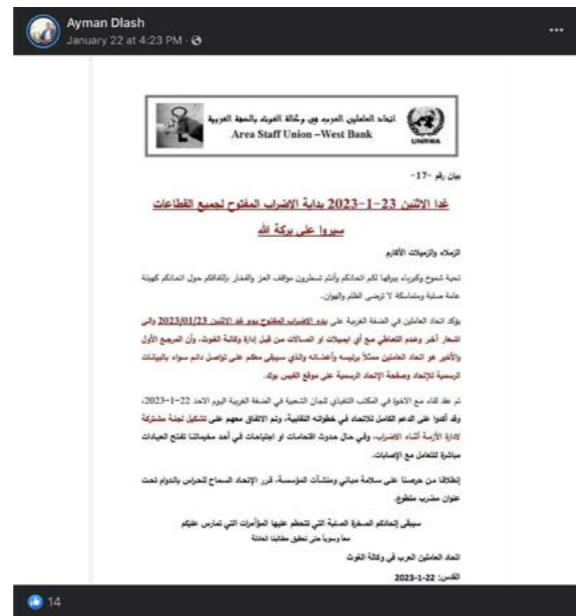 Ayman Dlash
January 22 at 4:23 PM
اتحاد العاملين العرب في وكالة الغوث بالضفة الغربية
Area Staff Union –West Bank
UNRWA
بيان رقم -17-
غدا الاثنين 23-1-2023 بداية الاضراب المفتوح لجميع القطاعات
سيروا على بركة الله
الزملاء والزميلات الأكارم
تحية شموخ وكبرياء يزفها لكم اتحادكم وأنتم تسطرون مواقف العز والفخار والتفافكم حول اتحادكم كهيئة
عامة صلبة ومتماسكة لا ترضى الظلم والهوان.
يؤكد اتحاد العاملين في الضفة الغربية على بدء الاضراب المفتوح يوم غد الاثنين 2023/01/23 والى
اشعار آخر وعدم التعاطي مع أي ايميلات او اتصالات من قبل إدارة وكالة الغوث، وأن المرجع الأول
والأخير هو اتحاد العاملين ممثلاً برئيسه وأعضائه والذي سيبقى معكم على تواصل دائم سواء بالبيانات
الرسمية للاتحاد وصفحة الإتحاد الرسمية على موقع الفيس بوك.
تم عقد لقاء مع الاخوة في المكتب التنفيذي للجان الشعبية في الضفة الغربية اليوم الاحد 22-1-2023،
وقد أكدوا على الدعم الكامل للاتحاد في خطواته النقابية، وتم الاتفاق معهم على تشكيل لجنة مشتركة
لادارة الأزمة أثناء الاضراب، وفي حال حدوث اقتحامات او اجتياحات في أحد مخيماتنا تفتح العيادات
مباشرة للتعامل مع الإصابات.
إنطلاقا من حرصنا على سلامة مباني ومنشآت المؤسسة، قرر الإتحاد السماح للحراس بالدوام تحت
عنوان مضرب متطوع.
سيبقى إتحادكم الصخرة الصلبة التي تتحطم عليها المؤامرات التي تمارس عليكم
معاً وسوياً حتى تحقيق مطالبنا العادلة
اتحاد العاملين العرب في وكالة الغوث
القدس: 22-1-2023
14